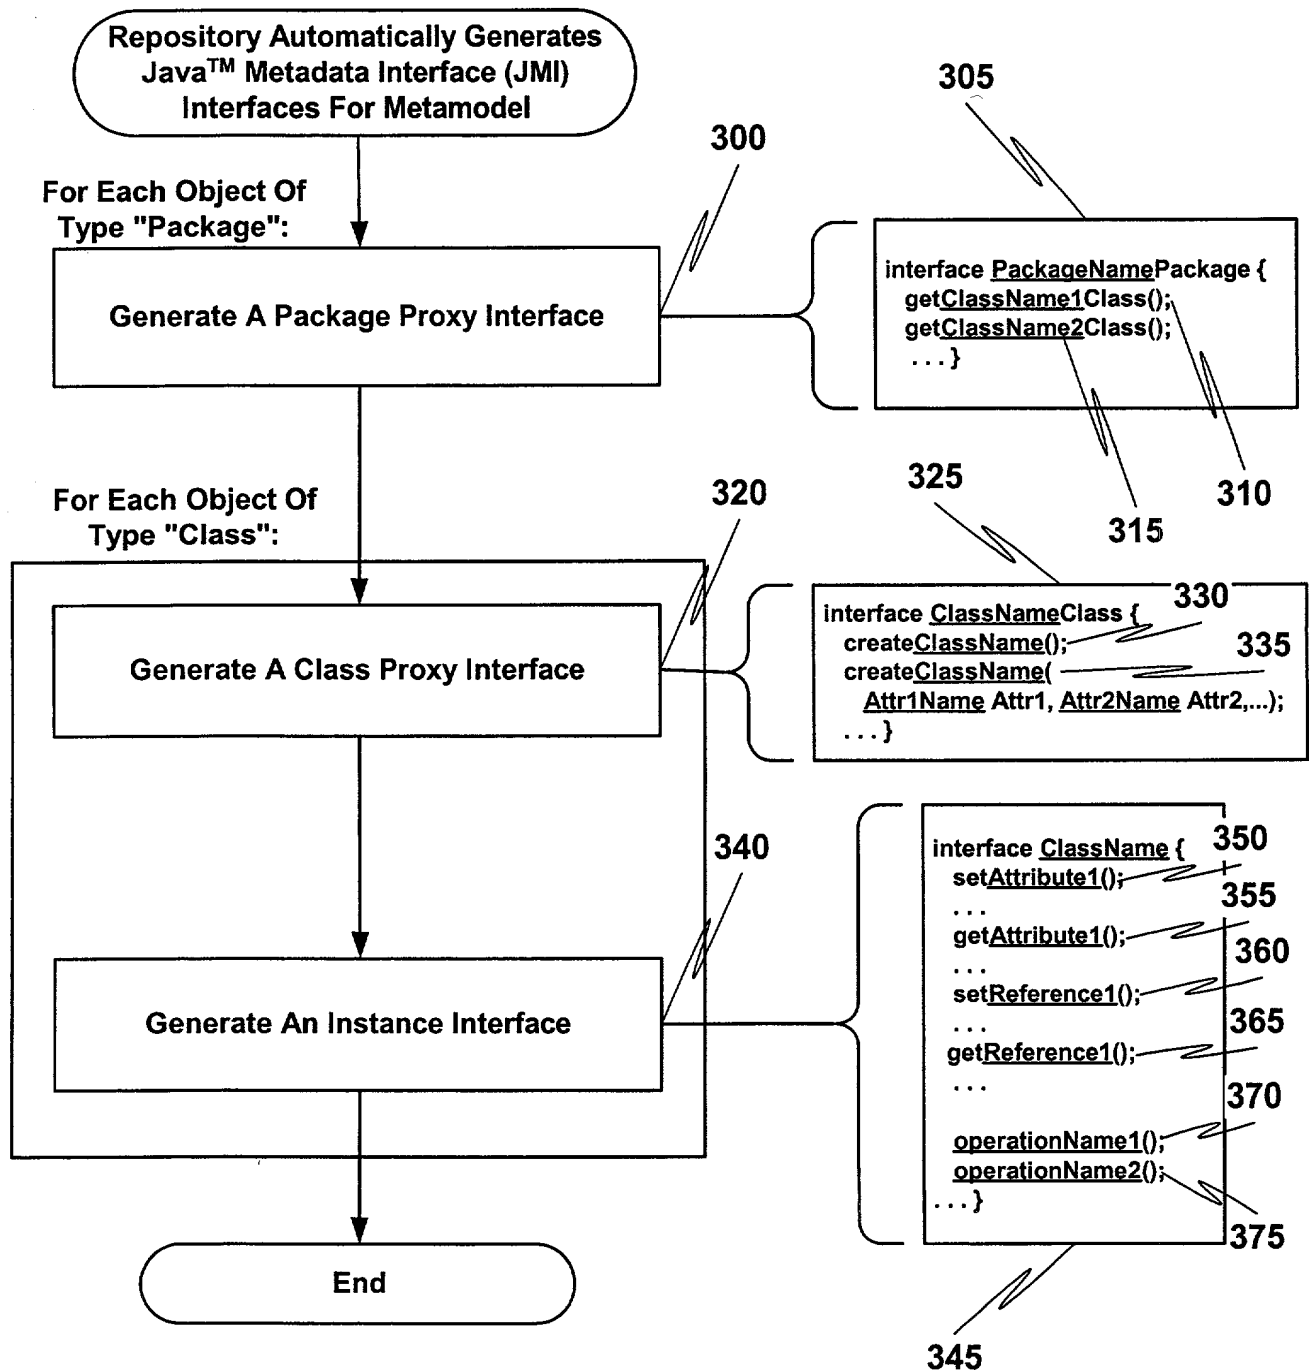 Repository Automatically Generates
Java™ Metadata Interface (JMI)
Interfaces For Metamodel
305
300
For Each Object Of
Type "Package":
Generate A Package Proxy Interface
interface PackageNamePackage {
getClassName1Class();
getClassName2Class();
. . . }
310
315
For Each Object Of
Type "Class":
320
325
Generate A Class Proxy Interface
interface ClassNameClass {
330
createClassName();
335
createClassName(
Attr1Name Attr1, Attr2Name Attr2,...);
. . . }
340
Generate An Instance Interface
interface ClassName {
350
setAttribute1();
355
. . .
getAttribute1();
360
. . .
setReference1();
365
. . .
getReference1();
. . .
370
operationName1();
operationName2();
. . . }
375
End
345